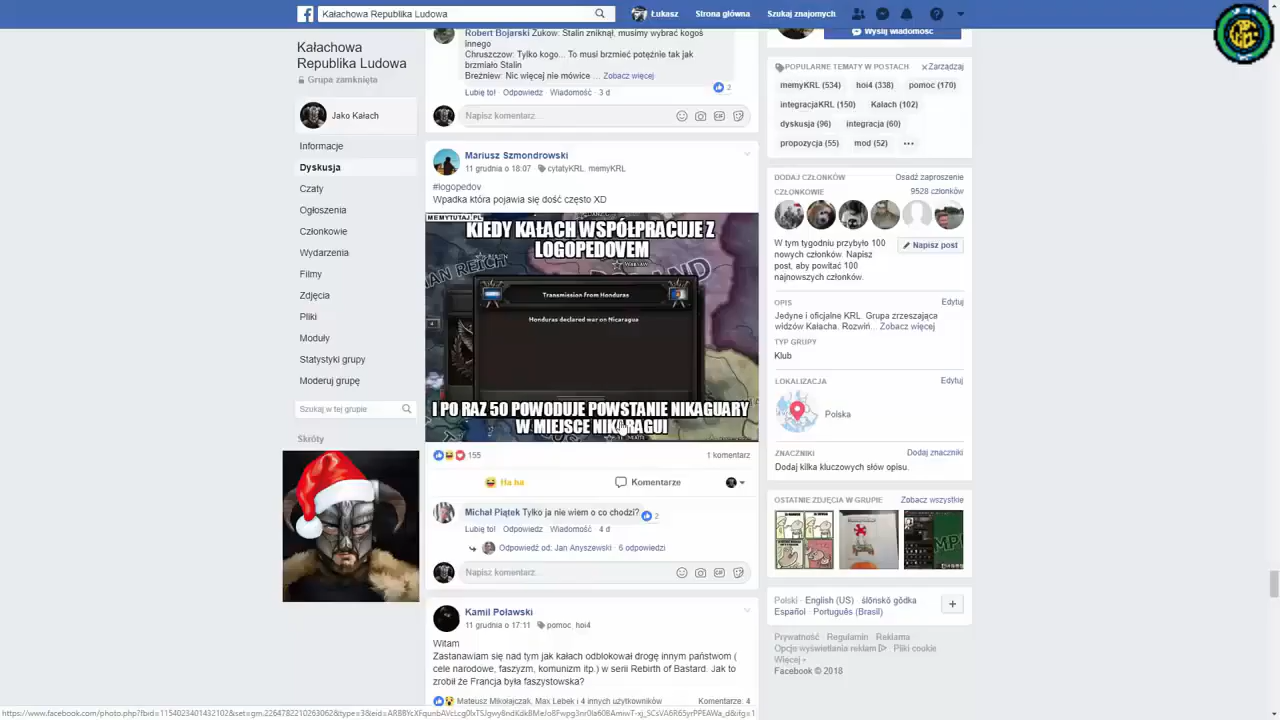 Kałachowa Republika Ludowa
Łukasz
Strona główna
Szukaj znajomych
Kałachowa
Republika Ludowa
Grupa zamknięta
Jako Kałach
Informacje
Dyskusja
Czaty
Ogłoszenia
Członkowie
Wydarzenia
Filmy
Zdjęcia
Pliki
Moduły
Statystyki grupy
Moderuj grupę
Szukaj w tej grupie
Skróty
Robert Bojarski Żukow: Stalin zniknął, musimy wybrać kogoś
innego
Chruszczow: Tylko kogo... To musi brzmieć potężnie tak jak
brzmiało Stalin
Breżniew: Nic więcej nie mówice ... Zobacz więcej
2
Lubię to! · Odpowiedz · Wiadomość · 3 d
Napisz komentarz...
Mariusz Szmondrowski
11 grudnia o 18:07 · cytatyKRL, memyKRL
#logopedov
Wpadka która pojawia się dość często XD
MEMYTUTAJ.PL
KIEDY KAŁACH WSPÓŁPRACUJE Z
LOGOPEDOVEM
WARSAW
MAN REICH
Transmission from Honduras
Honduras declared war on Nicaragua
I PO RAZ 50 POWODUJE POWSTANIE NIKAGUARY
W MIEJSCE NIKARAGUI
155
1 komentarz
Ha ha
Komentarze
Michał Piątek Tylko ja nie wiem o co chodzi?
2
Lubię to! Odpowiedz Wiadomość · 4 d
Odpowiedź od: Jan Anyszewski · 6 odpowiedzi
Napisz komentarz...
Kamil Poławski
11 grudnia o 17:11 · pomoc, hoi4
Witam
Zastanawiam się nad tym jak kałach odblokował drogę innym państwom (
cele narodowe, faszyzm, komunizm itp.) w serii Rebirth of Bastard. Jak to
zrobił że Francja była faszystowska?
Mateusz Mikołajczak, Max Lebek i 4 innych użytkowników
Komentarze: 4
Wyślij wiadomość
POPULARNE TEMATY W POSTACH
Zarządzaj
memyKRL (534)
hoi4 (338)
pomoc (170)
integracjaKRL (150)
Kałach (102)
dyskusja (96)
integracja (60)
propozycja (55)
mod (52)
DODAJ CZŁONKÓW
Osadź zaproszenie
CZŁONKOWIE
9528 członków
W tym tygodniu przybyło 100
nowych członków. Napisz
post, aby powitać 100
najnowszych członków.
Napisz post
OPIS
Edytuj
Jedyne i oficjalne KRL. Grupa zrzeszająca
widzów Kałacha. Rozwiń... Zobacz więcej
TYP GRUPY
Klub
LOKALIZACJA
Edytuj
Polska
ZNACZNIKI
Dodaj znaczniki
Dodaj kilka kluczowych słów opisu.
OSTATNIE ZDJĘCIA W GRUPIE
Zobacz wszystkie
Polski · English (US) · ślōnskŏ gŏdka
Español · Português (Brasil)
Prywatność · Regulamin · Reklama
Opcje wyświetlania reklam · Pliki cookie
Więcej
Facebook © 2018